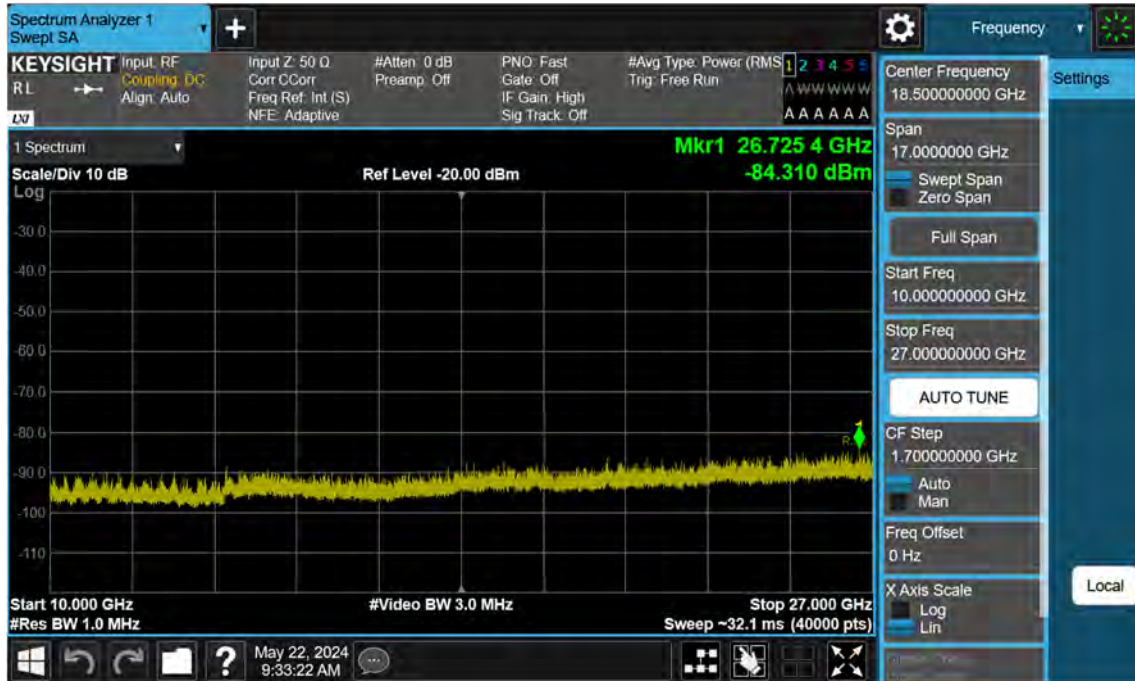 Spectrum Analyzer 1
Swept SA
Frequency
KEYSIGHT
RL
LXI
Input: RF
Coupling: DC
Align: Auto
Input Z: 50 Ω
Corr CCorr
Freq Ref: Int (S)
NFE: Adaptive
#Atten: 0 dB
Preamp: Off
PNO: Fast
Gate: Off
IF Gain: High
Sig Track: Off
#Avg Type: Power (RMS
Trig: Free Run
1 2 3 4 5 6
A W W W W W
A A A A A A
1 Spectrum
Scale/Div 10 dB
Log
Ref Level -20.00 dBm
Mkr1 26.725 4 GHz
-84.310 dBm
-30.0
-40.0
-50.0
-60.0
-70.0
-80.0
-90.0
-100
-110
Start 10.000 GHz
#Res BW 1.0 MHz
#Video BW 3.0 MHz
Stop 27.000 GHz
Sweep ~32.1 ms (40000 pts)
May 22, 2024
9:33:22 AM
Center Frequency
18.500000000 GHz
Span
17.0000000 GHz
Swept Span
Zero Span
Full Span
Start Freq
10.000000000 GHz
Stop Freq
27.000000000 GHz
AUTO TUNE
CF Step
1.700000000 GHz
Auto
Man
Freq Offset
0 Hz
X Axis Scale
Log
Lin
Settings
Local